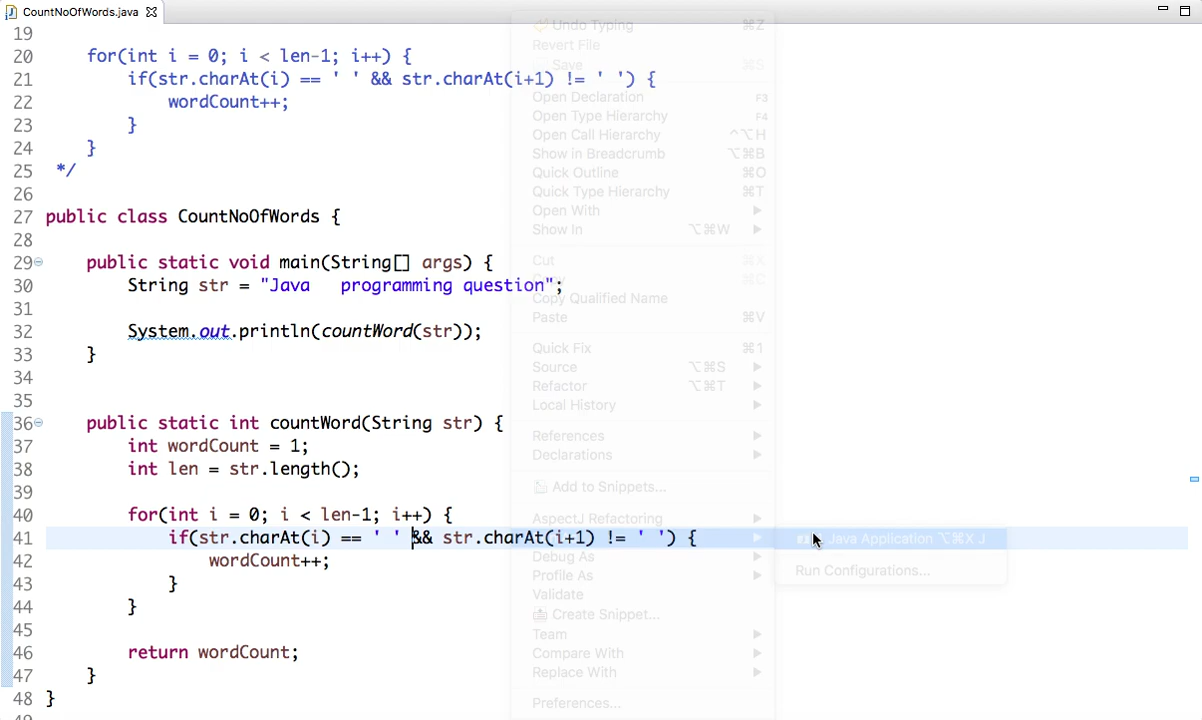 CountNoOfWords.java
19
20 for(int i = 0; i < len-1; i++) {
21 if(str.charAt(i) == ' ' && str.charAt(i+1) != ' ') {
22 wordCount++;
23 }
24 }
25 */
26
27 public class CountNoOfWords {
28
29 public static void main(String[] args) {
30 String str = "Java   programming question";
31
32 System.out.println(countWord(str));
33 }
34
35
36 public static int countWord(String str) {
37 int wordCount = 1;
38 int len = str.length();
39
40 for(int i = 0; i < len-1; i++) {
41 if(str.charAt(i) == ' ' && str.charAt(i+1) != ' ') {
42 wordCount++;
43 }
44 }
45
46 return wordCount;
47 }
48 }
Undo Typing ⌘Z
Revert File
Save ⌘S
Open Declaration F3
Open Type Hierarchy F4
Open Call Hierarchy ^⌥H
Show in Breadcrumb ⌥⌘B
Quick Outline ⌘O
Quick Type Hierarchy ⌘T
Open With
Show In ⌥⌘W
Cut ⌘X
Copy ⌘C
Copy Qualified Name
Paste ⌘V
Quick Fix ⌘1
Source ⌥⌘S
Refactor ⌥⌘T
Local History
References
Declarations
Add to Snippets...
AspectJ Refactoring
Debug As
Profile As
Validate
Create Snippet...
Team
Compare With
Replace With
Preferences...
Java Application ⌥⌘X J
Run Configurations...